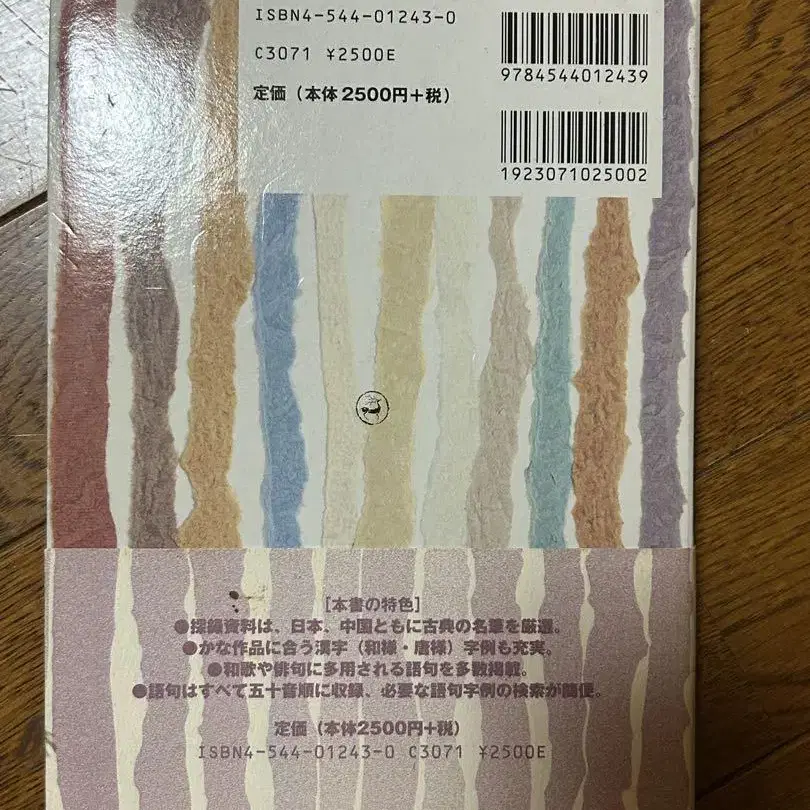 ISBN4-544-01243-0
C3071 ¥2500E
定価（本体2500円＋税）
9784544012439
1923071025002
[本書の特色]
●採録資料は、日本、中国ともに古典の名筆を厳選。
●かな作品に合う漢字（和様・唐様）字例も充実。
●和歌や俳句に多用される語句を多数掲載。
●語句はすべて五十音順に収録、必要な語句字例の検索が簡便。
定価（本体2500円＋税）
ISBN4-544-01243-0 C3071 ¥2500E